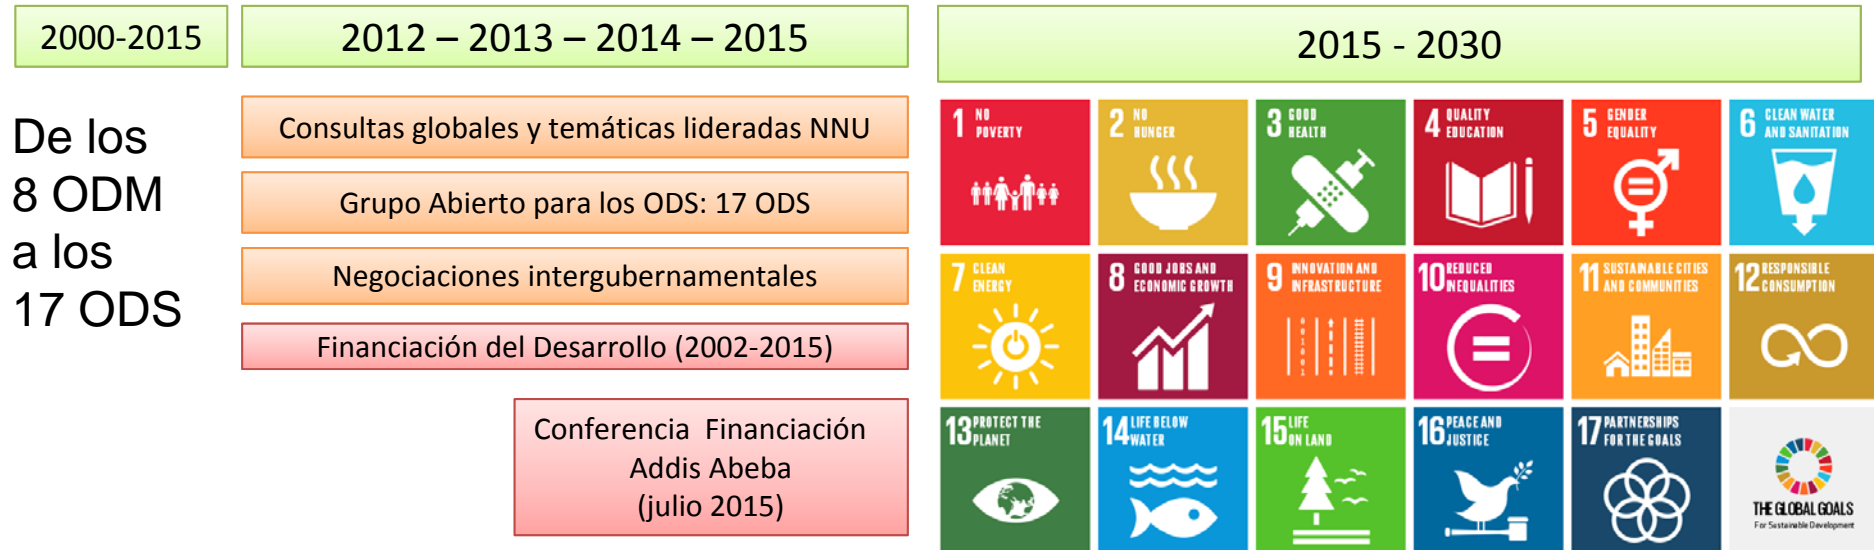 2000-2015
2012 – 2013 – 2014 – 2015
2015 - 2030
De los
8 ODM
a los
17 ODS
Consultas globales y temáticas lideradas NNU
Grupo Abierto para los ODS: 17 ODS
Negociaciones intergubernamentales
Financiación del Desarrollo (2002-2015)
Conferencia Financiación
Addis Abeba
(julio 2015)
1 NO
POVERTY
2 NO
HUNGER
3 GOOD
HEALTH
4 QUALITY
EDUCATION
5 GENDER
EQUALITY
6 CLEAN WATER
AND SANITATION
7 CLEAN
ENERGY
8 GOOD JOBS AND
ECONOMIC GROWTH
9 INNOVATION AND
INFRASTRUCTURE
10 REDUCED
INEQUALITIES
11 SUSTAINABLE CITIES
AND COMMUNITIES
12 RESPONSIBLE
CONSUMPTION
13 PROTECT THE
PLANET
14 LIFE BELOW
WATER
15 LIFE
ON LAND
16 PEACE AND
JUSTICE
17 PARTNERSHIPS
FOR THE GOALS
THE GLOBAL GOALS
For Sustainable Development